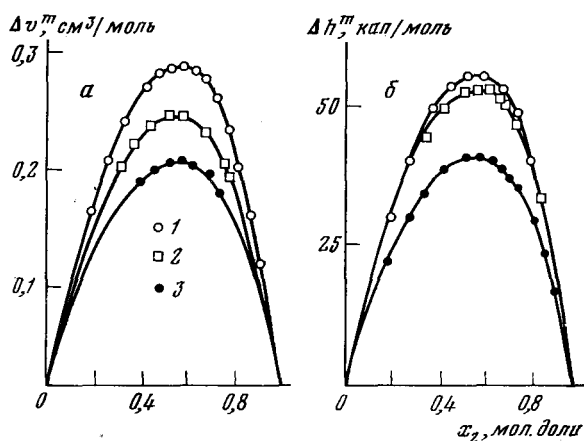 Δv,ᵐ см³/моль
0,3
0,2
0,1
а
1
2
3
0
0,4
0,8
Δh,ᵐ кал/моль
50
25
б
0
0,4
0,8
x₂, мол. доли